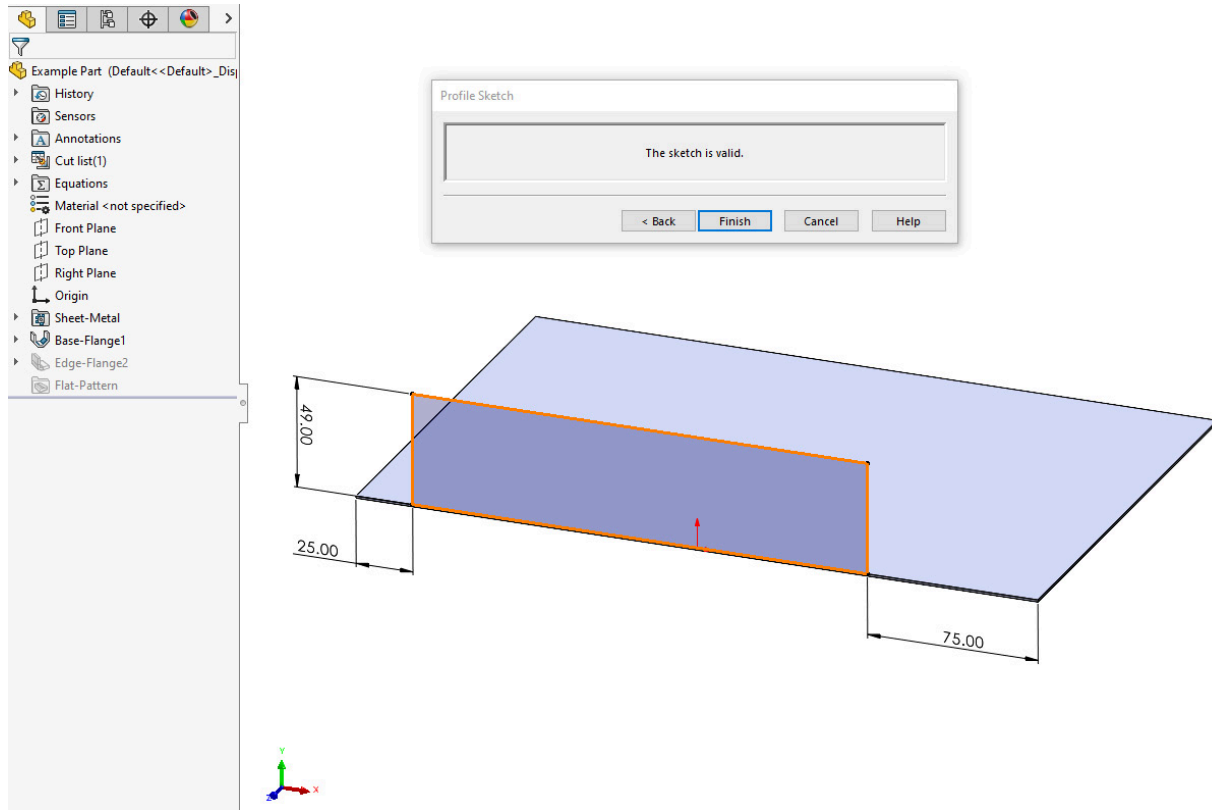 Example Part (Default<<Default>_Disp
History
Sensors
Annotations
Cut list(1)
Equations
Material <not specified>
Front Plane
Top Plane
Right Plane
Origin
Sheet-Metal
Base-Flange1
Edge-Flange2
Flat-Pattern
Profile Sketch
The sketch is valid.
< Back Finish Cancel Help
49.00
25.00
75.00
Y
X
Z